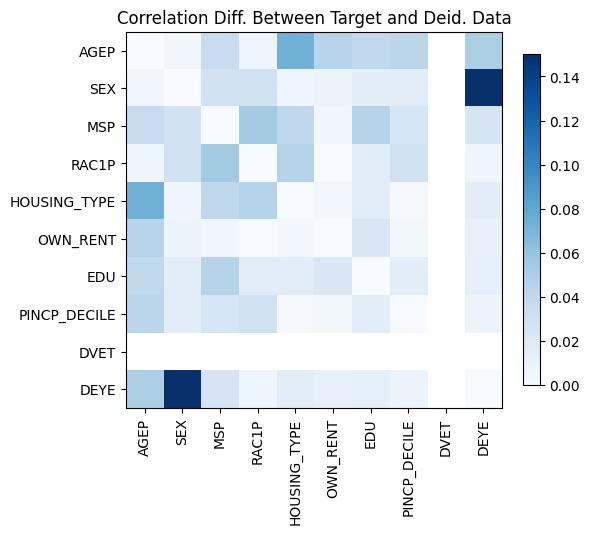 Correlation Diff. Between Target and Deid. Data
AGEP
SEX
MSP
RAC1P
HOUSING_TYPE
OWN_RENT
EDU
PINCP_DECILE
DVET
DEYE
AGEP
SEX
MSP
RAC1P
HOUSING_TYPE
OWN_RENT
EDU
PINCP_DECILE
DVET
DEYE
0.14
0.12
0.10
0.08
0.06
0.04
0.02
0.00